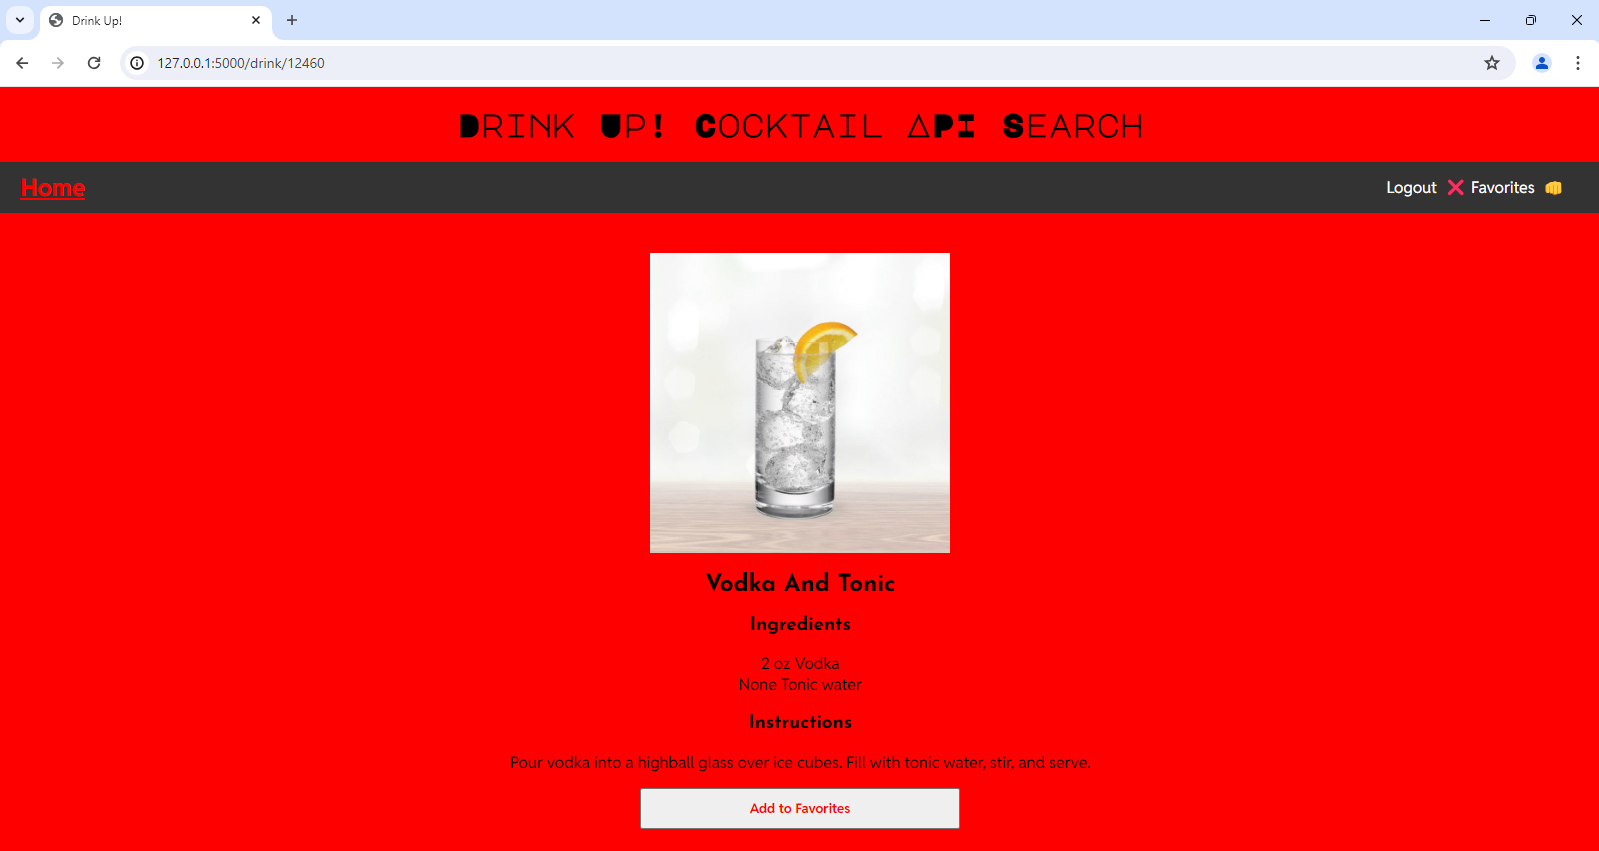 Drink Up!
127.0.0.1:5000/drink/12460
Drink Up! Cocktail API Search
Home
Logout ❌ Favorites 👊
Vodka And Tonic
Ingredients
2 oz Vodka
None Tonic water
Instructions
Pour vodka into a highball glass over ice cubes. Fill with tonic water, stir, and serve.
Add to Favorites